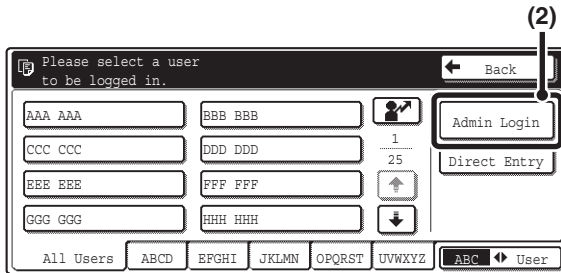 (2)
Please select a user
to be logged in.
Back
AAA AAA
BBB BBB
Admin Login
CCC CCC
DDD DDD
1
25
Direct Entry
EEE EEE
FFF FFF
GGG GGG
HHH HHH
All Users
ABCD
EFGHI
JKLMN
OPQRST
UVWXYZ
ABC
User